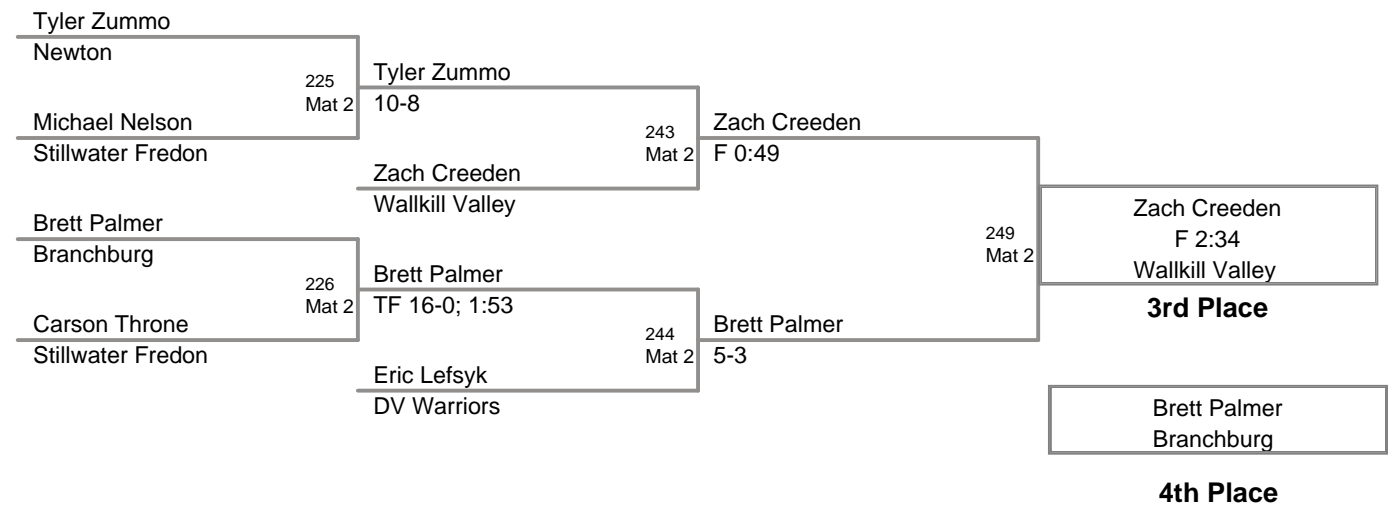 Tyler Zummo
Newton
225
Mat 2
Tyler Zummo
10-8
Michael Nelson
Stillwater Fredon
243
Mat 2
Zach Creeden
F 0:49
Zach Creeden
Wallkill Valley
Brett Palmer
Branchburg
226
Mat 2
Brett Palmer
TF 16-0; 1:53
Carson Throne
Stillwater Fredon
244
Mat 2
Brett Palmer
5-3
Eric Lefsyk
DV Warriors
249
Mat 2
Zach Creeden
F 2:34
Wallkill Valley
3rd Place
Brett Palmer
Branchburg
4th Place